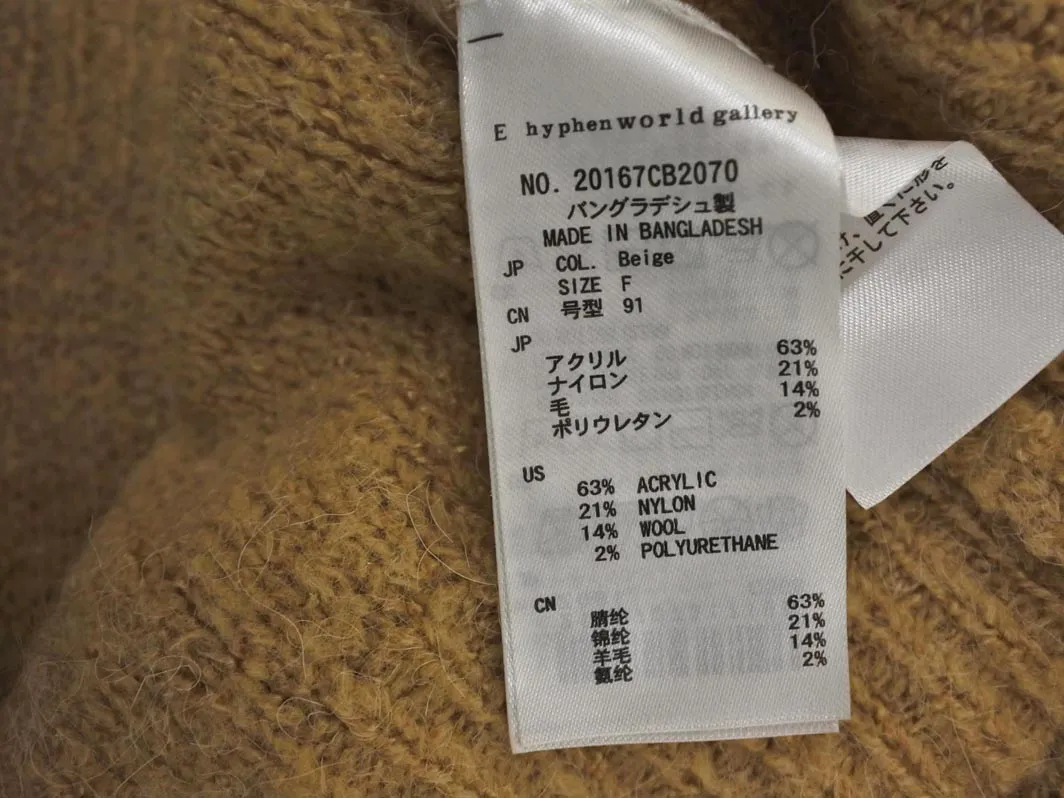 E hyphen world gallery
NO. 20167CB2070
バングラデシュ製
MADE IN BANGLADESH
JP COL. Beige
SIZE F
CN 号型 91
JP
アクリル 63%
ナイロン 21%
毛 14%
ポリウレタン 2%
US
63% ACRYLIC
21% NYLON
14% WOOL
2% POLYURETHANE
CN
腈纶 63%
锦纶 21%
羊毛 14%
氨纶 2%
に干して下さい。